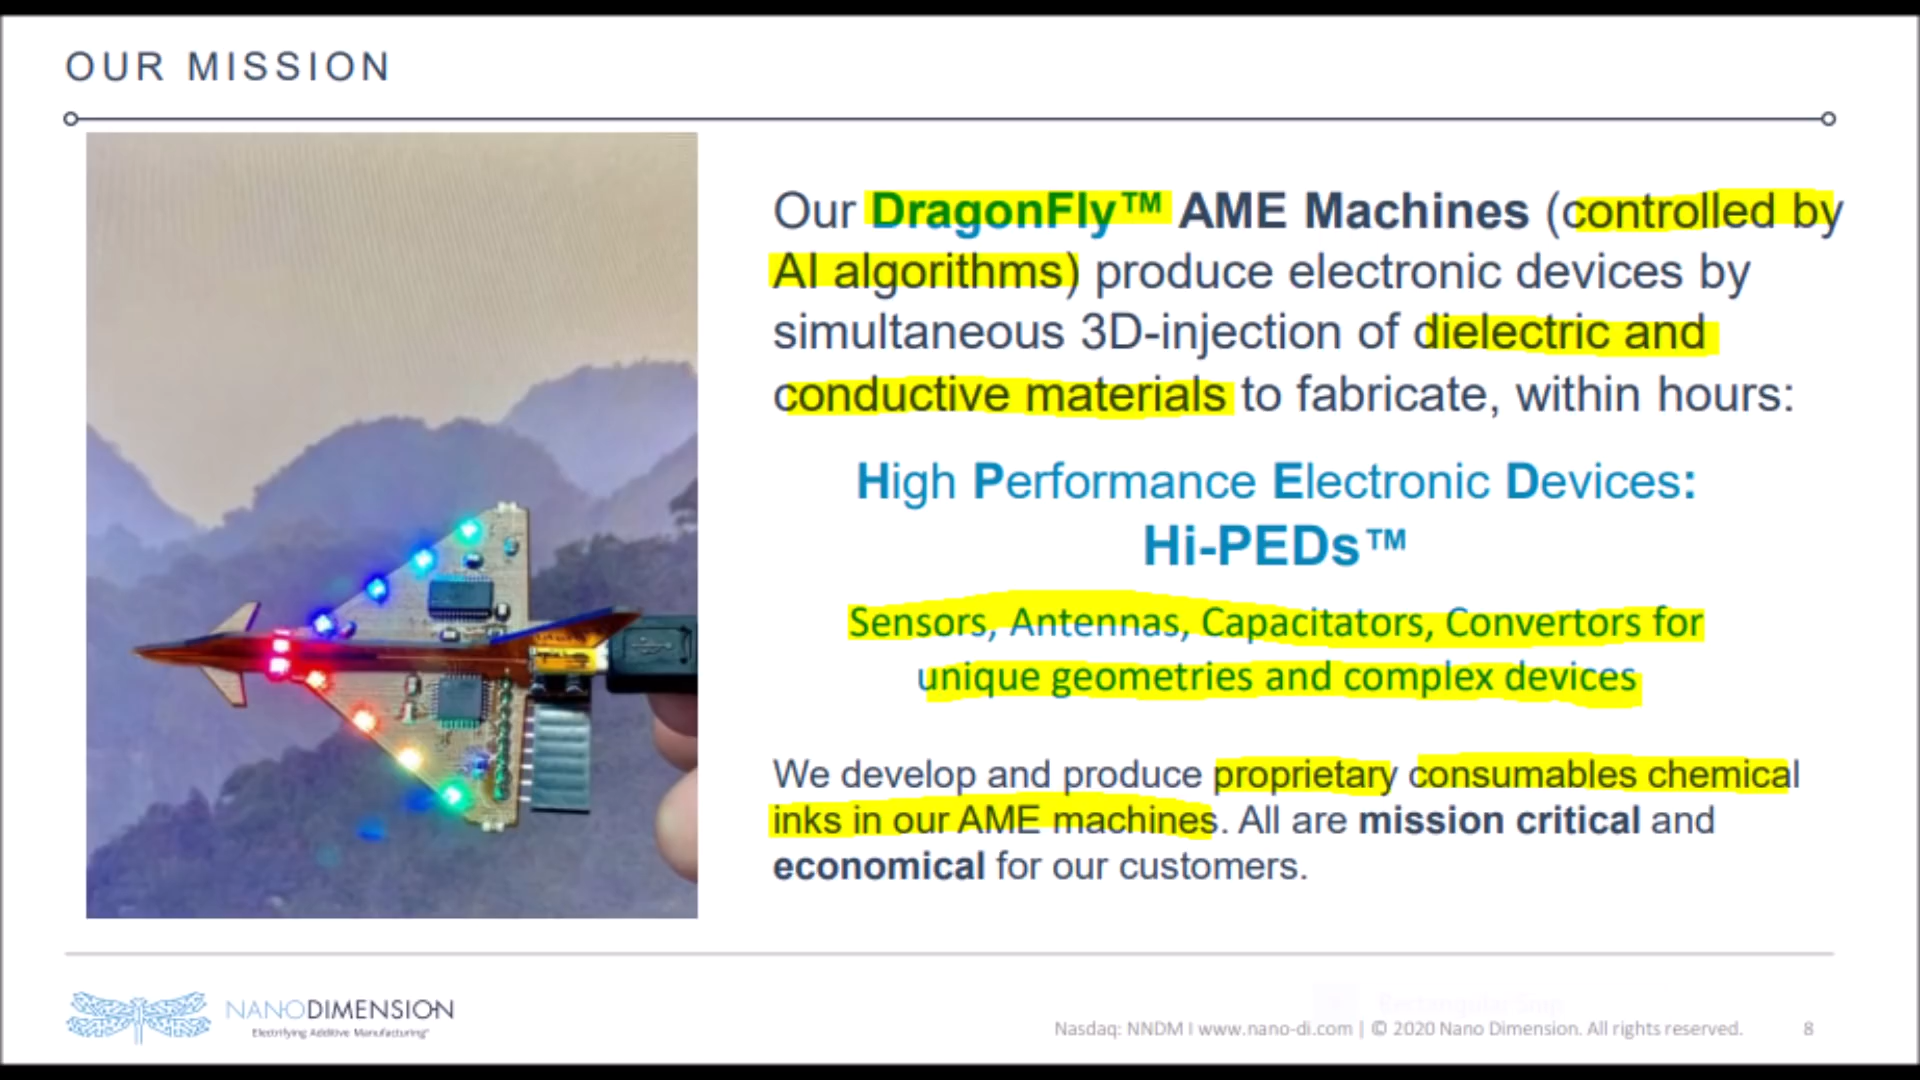 OUR MISSION
Our DragonFly™ AME Machines (controlled by
AI algorithms) produce electronic devices by
simultaneous 3D-injection of dielectric and
conductive materials to fabricate, within hours:
High Performance Electronic Devices:
Hi-PEDs™
Sensors, Antennas, Capacitators, Convertors for
unique geometries and complex devices
We develop and produce proprietary consumables chemical
inks in our AME machines. All are mission critical and
economical for our customers.
NANODIMENSION
Electrifying Additive Manufacturing®
Rectangular Snip
Nasdaq: NNDM I www.nano-di.com | © 2020 Nano Dimension. All rights reserved.
8